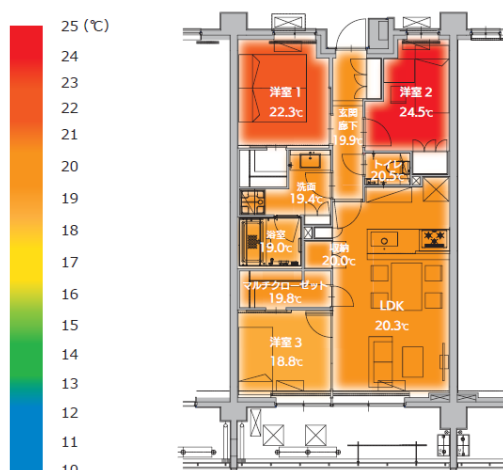 25 (℃)
24
23
22
21
20
19
18
17
16
15
14
13
12
11
10
洋室 1
22.3℃
洋室 2
24.5℃
玄関
廊下
19.9℃
トイレ
20.5℃
洗面
19.4℃
浴室
19.0℃
収納
20.0℃
マルチクローゼット
19.8℃
LDK
20.3℃
洋室 3
18.8℃